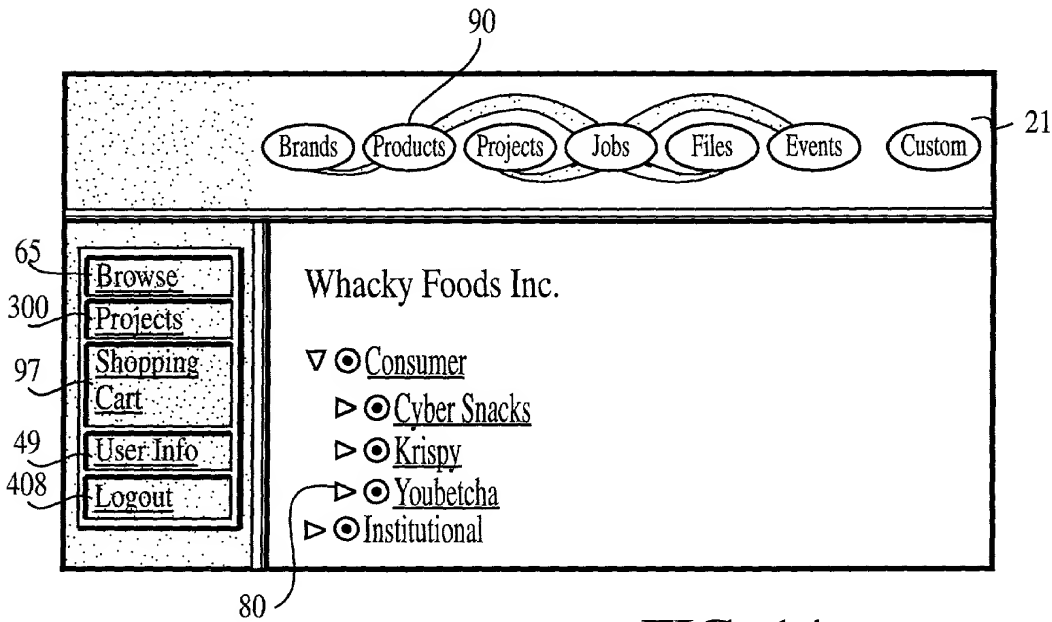 90
Brands Products Projects Jobs Files Events Custom
21
65
Browse
300
Projects
97
Shopping
Cart
49
User Info
408
Logout
Whacky Foods Inc.
Consumer
Cyber Snacks
Krispy
Youbetcha
Institutional
80